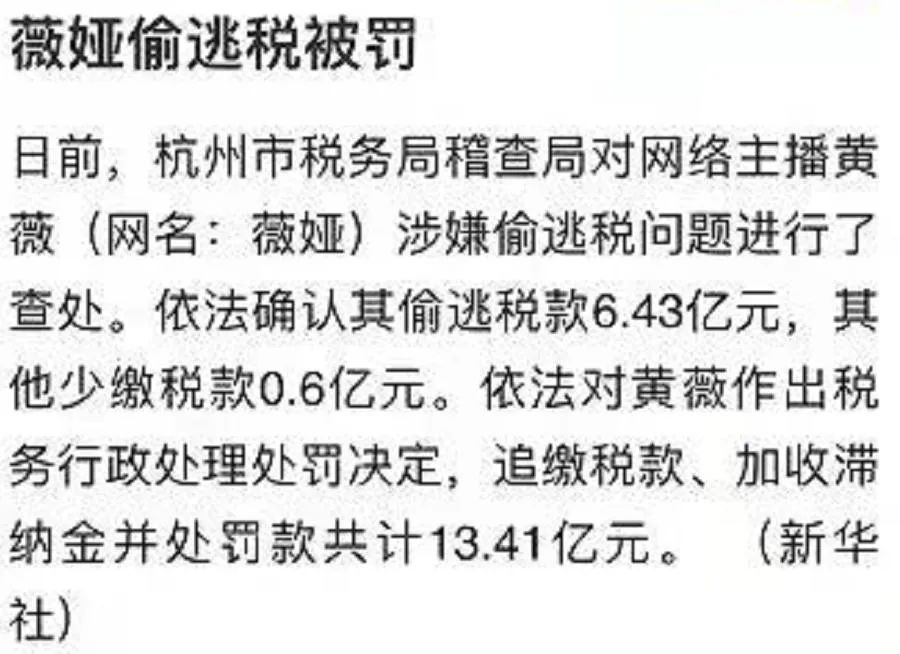 薇娅偷逃税被罚
日前，杭州市税务局稽查局对网络主播黄
薇（网名：薇娅）涉嫌偷逃税问题进行了
查处。依法确认其偷逃税款6.43亿元，其
他少缴税款0.6亿元。依法对黄薇作出税
务行政处理处罚决定，追缴税款、加收滞
纳金并处罚款共计13.41亿元。 （新华
社）